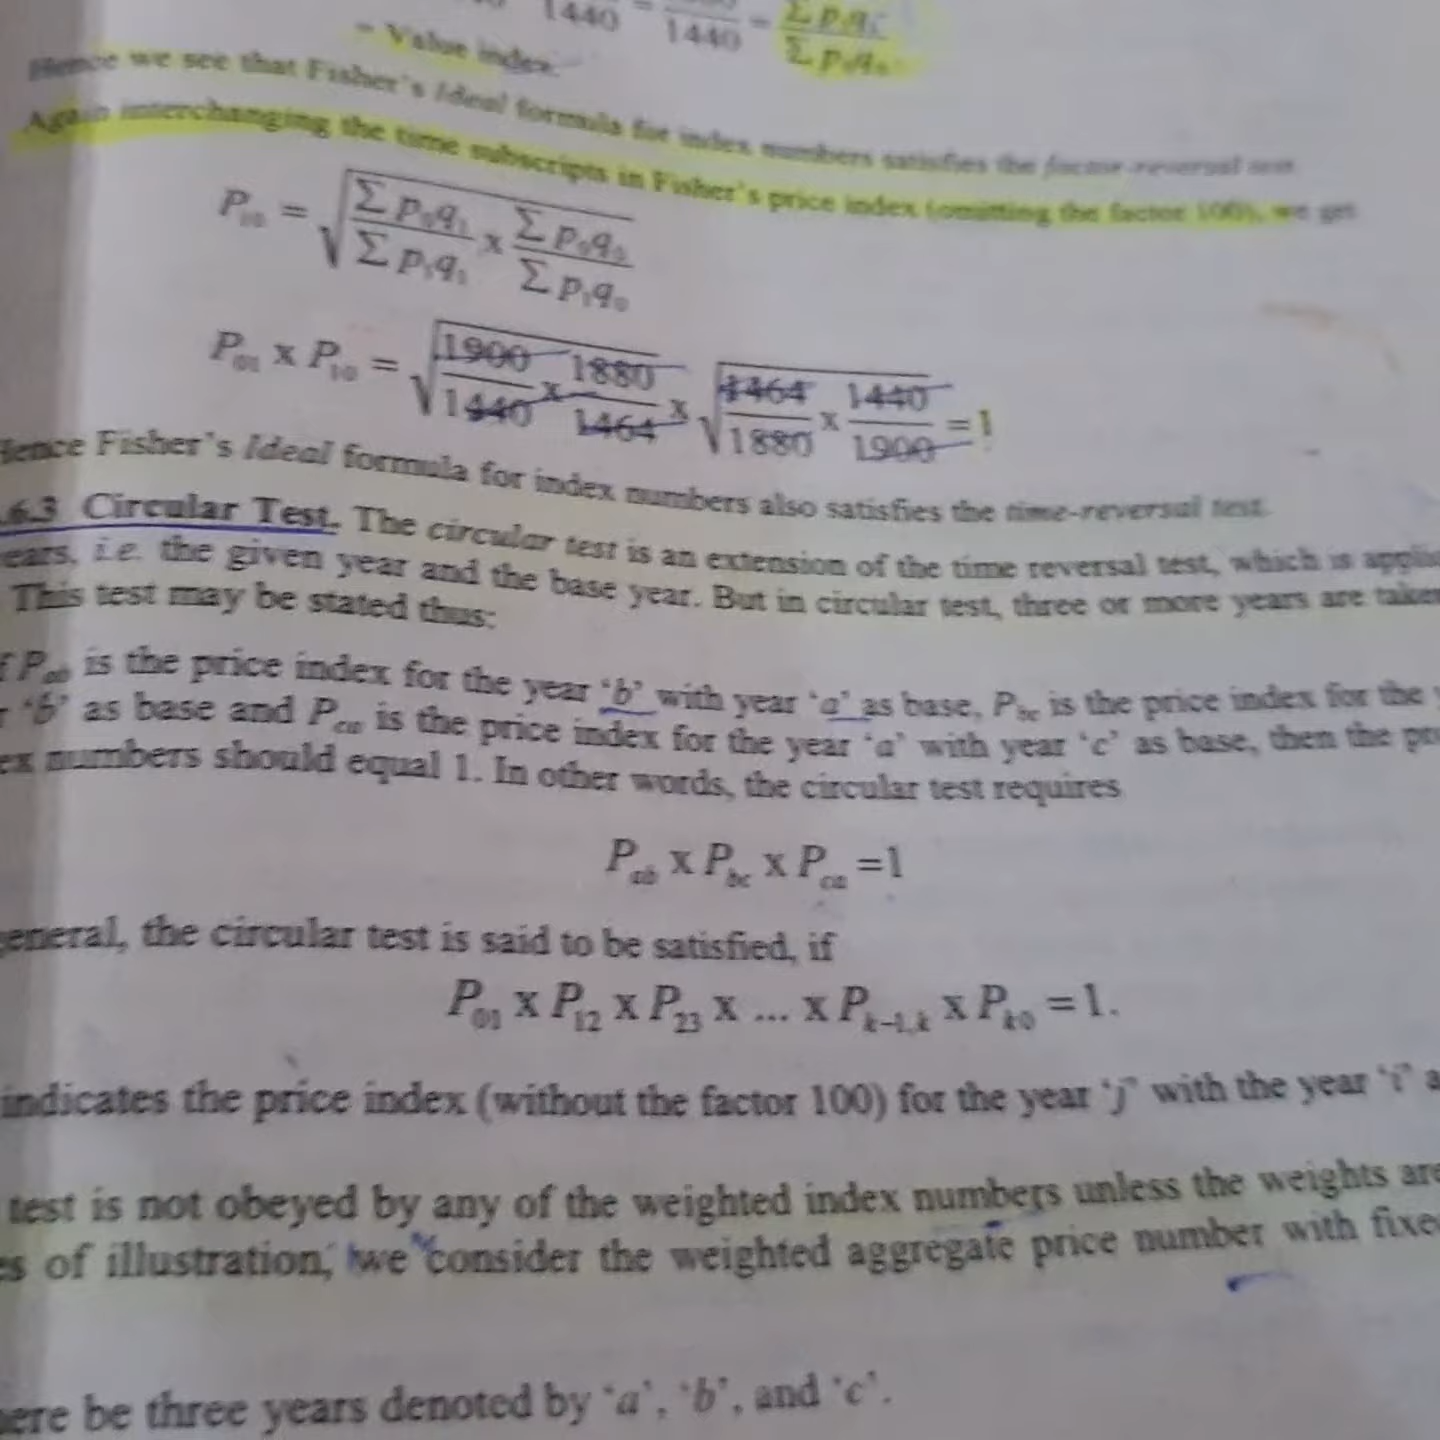 1440 = 1440 = Σp₁q₁ / Σp₀q₀
= Value index.
Hence we see that Fisher's Ideal formula for index numbers satisfies the factor-reversal test.
Again interchanging the time subscripts in Fisher's price index (omitting the factor 100), we get
P₁₀ = √(Σp₀q₁ / Σp₁q₁ x Σp₀q₀ / Σp₁q₀)
P₀₁ x P₁₀ = √(1900/1440 x 1880/1464) x √(1464/1880 x 1440/1900) = 1
Hence Fisher's Ideal formula for index numbers also satisfies the time-reversal test.
.6.3 Circular Test. The circular test is an extension of the time reversal test, which is
ears, i.e. the given year and the base year. But in circular test, three or more years are taken
This test may be stated thus:
f P_ab is the price index for the year 'b' with year 'a' as base, P_bc is the price index for the
r 'b' as base and P_ca is the price index for the year 'a' with year 'c' as base, then the
ex numbers should equal 1. In other words, the circular test requires
P_ab x P_bc x P_ca =1
general, the circular test is said to be satisfied, if
P₀₁ x P₁₂ x P₂₃ x ... x P_k-1,k x P_k0 = 1.
indicates the price index (without the factor 100) for the year 'j' with the year 'i' a
test is not obeyed by any of the weighted index numbers unless the weights are
es of illustration, we consider the weighted aggregate price number with fixe
ere be three years denoted by 'a', 'b', and 'c'.